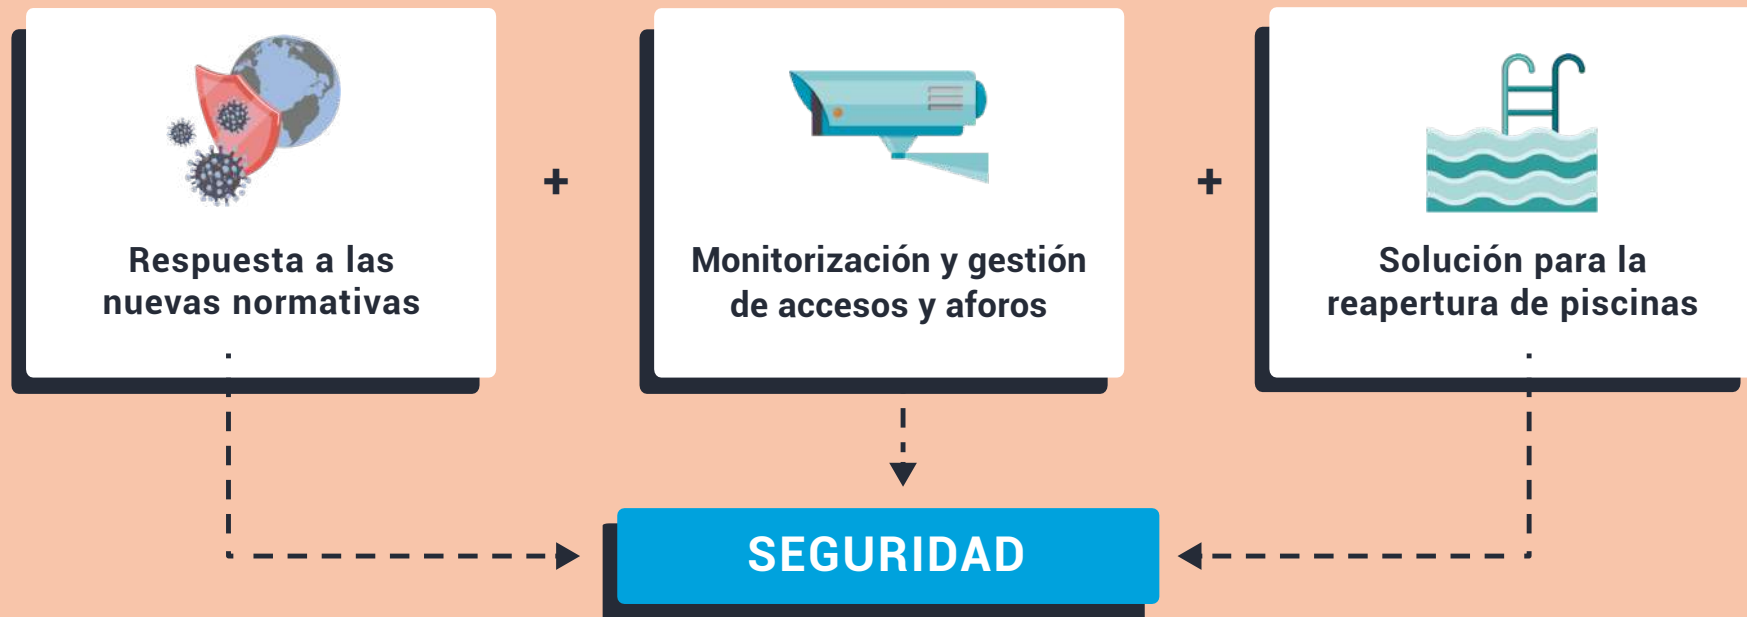 Respuesta a las
nuevas normativas
+
Monitorización y gestión
de accesos y aforos
+
Solución para la
reapertura de piscinas
SEGURIDAD